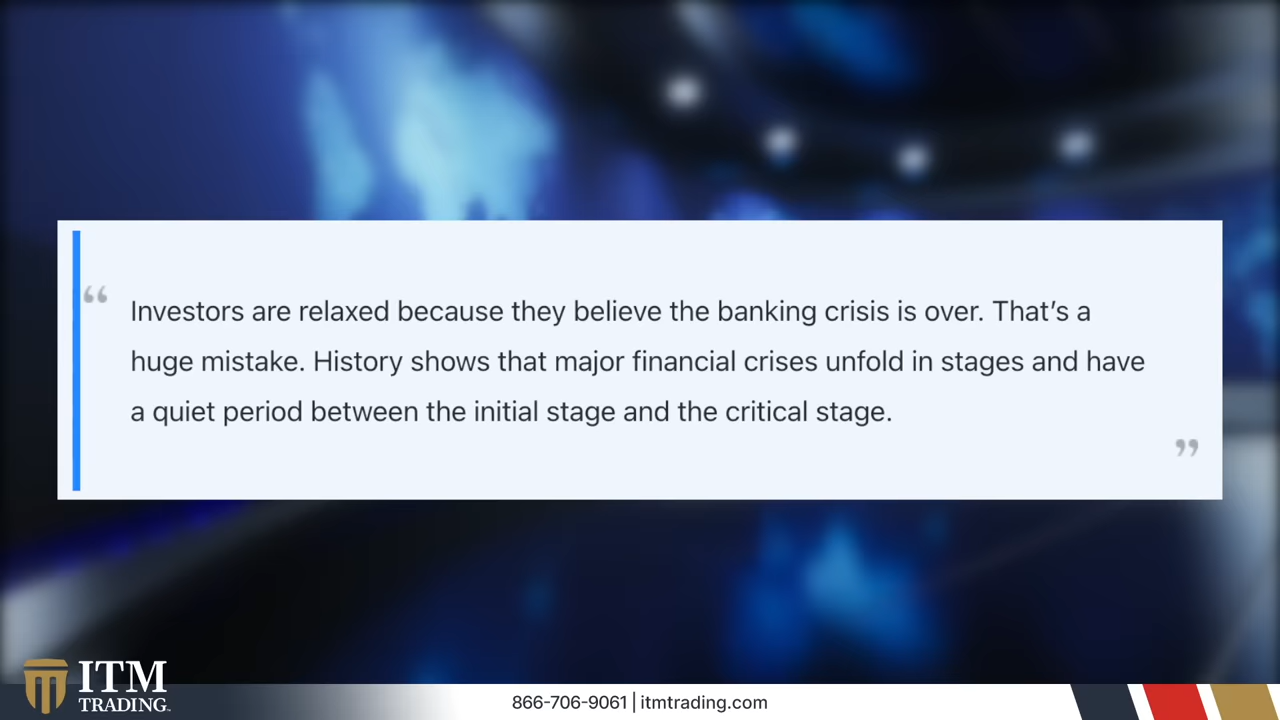 “
Investors are relaxed because they believe the banking crisis is over. That’s a
huge mistake. History shows that major financial crises unfold in stages and have
a quiet period between the initial stage and the critical stage.
”
ITM
TRADING™
866-706-9061 | itmtrading.com